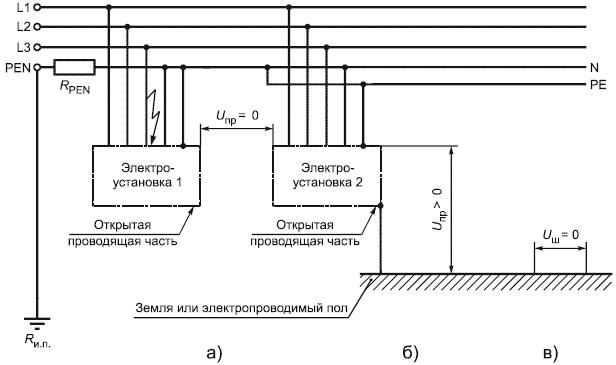 L1
L2
L3
PEN
R PEN
N
PE
Uпр = 0
Электро-
установка 1
Электро-
установка 2
Uпр > 0
Открытая
проводящая часть
Открытая
проводящая часть
Uш = 0
Земля или электропроводимый пол
Rи.п.
а)
б)
в)